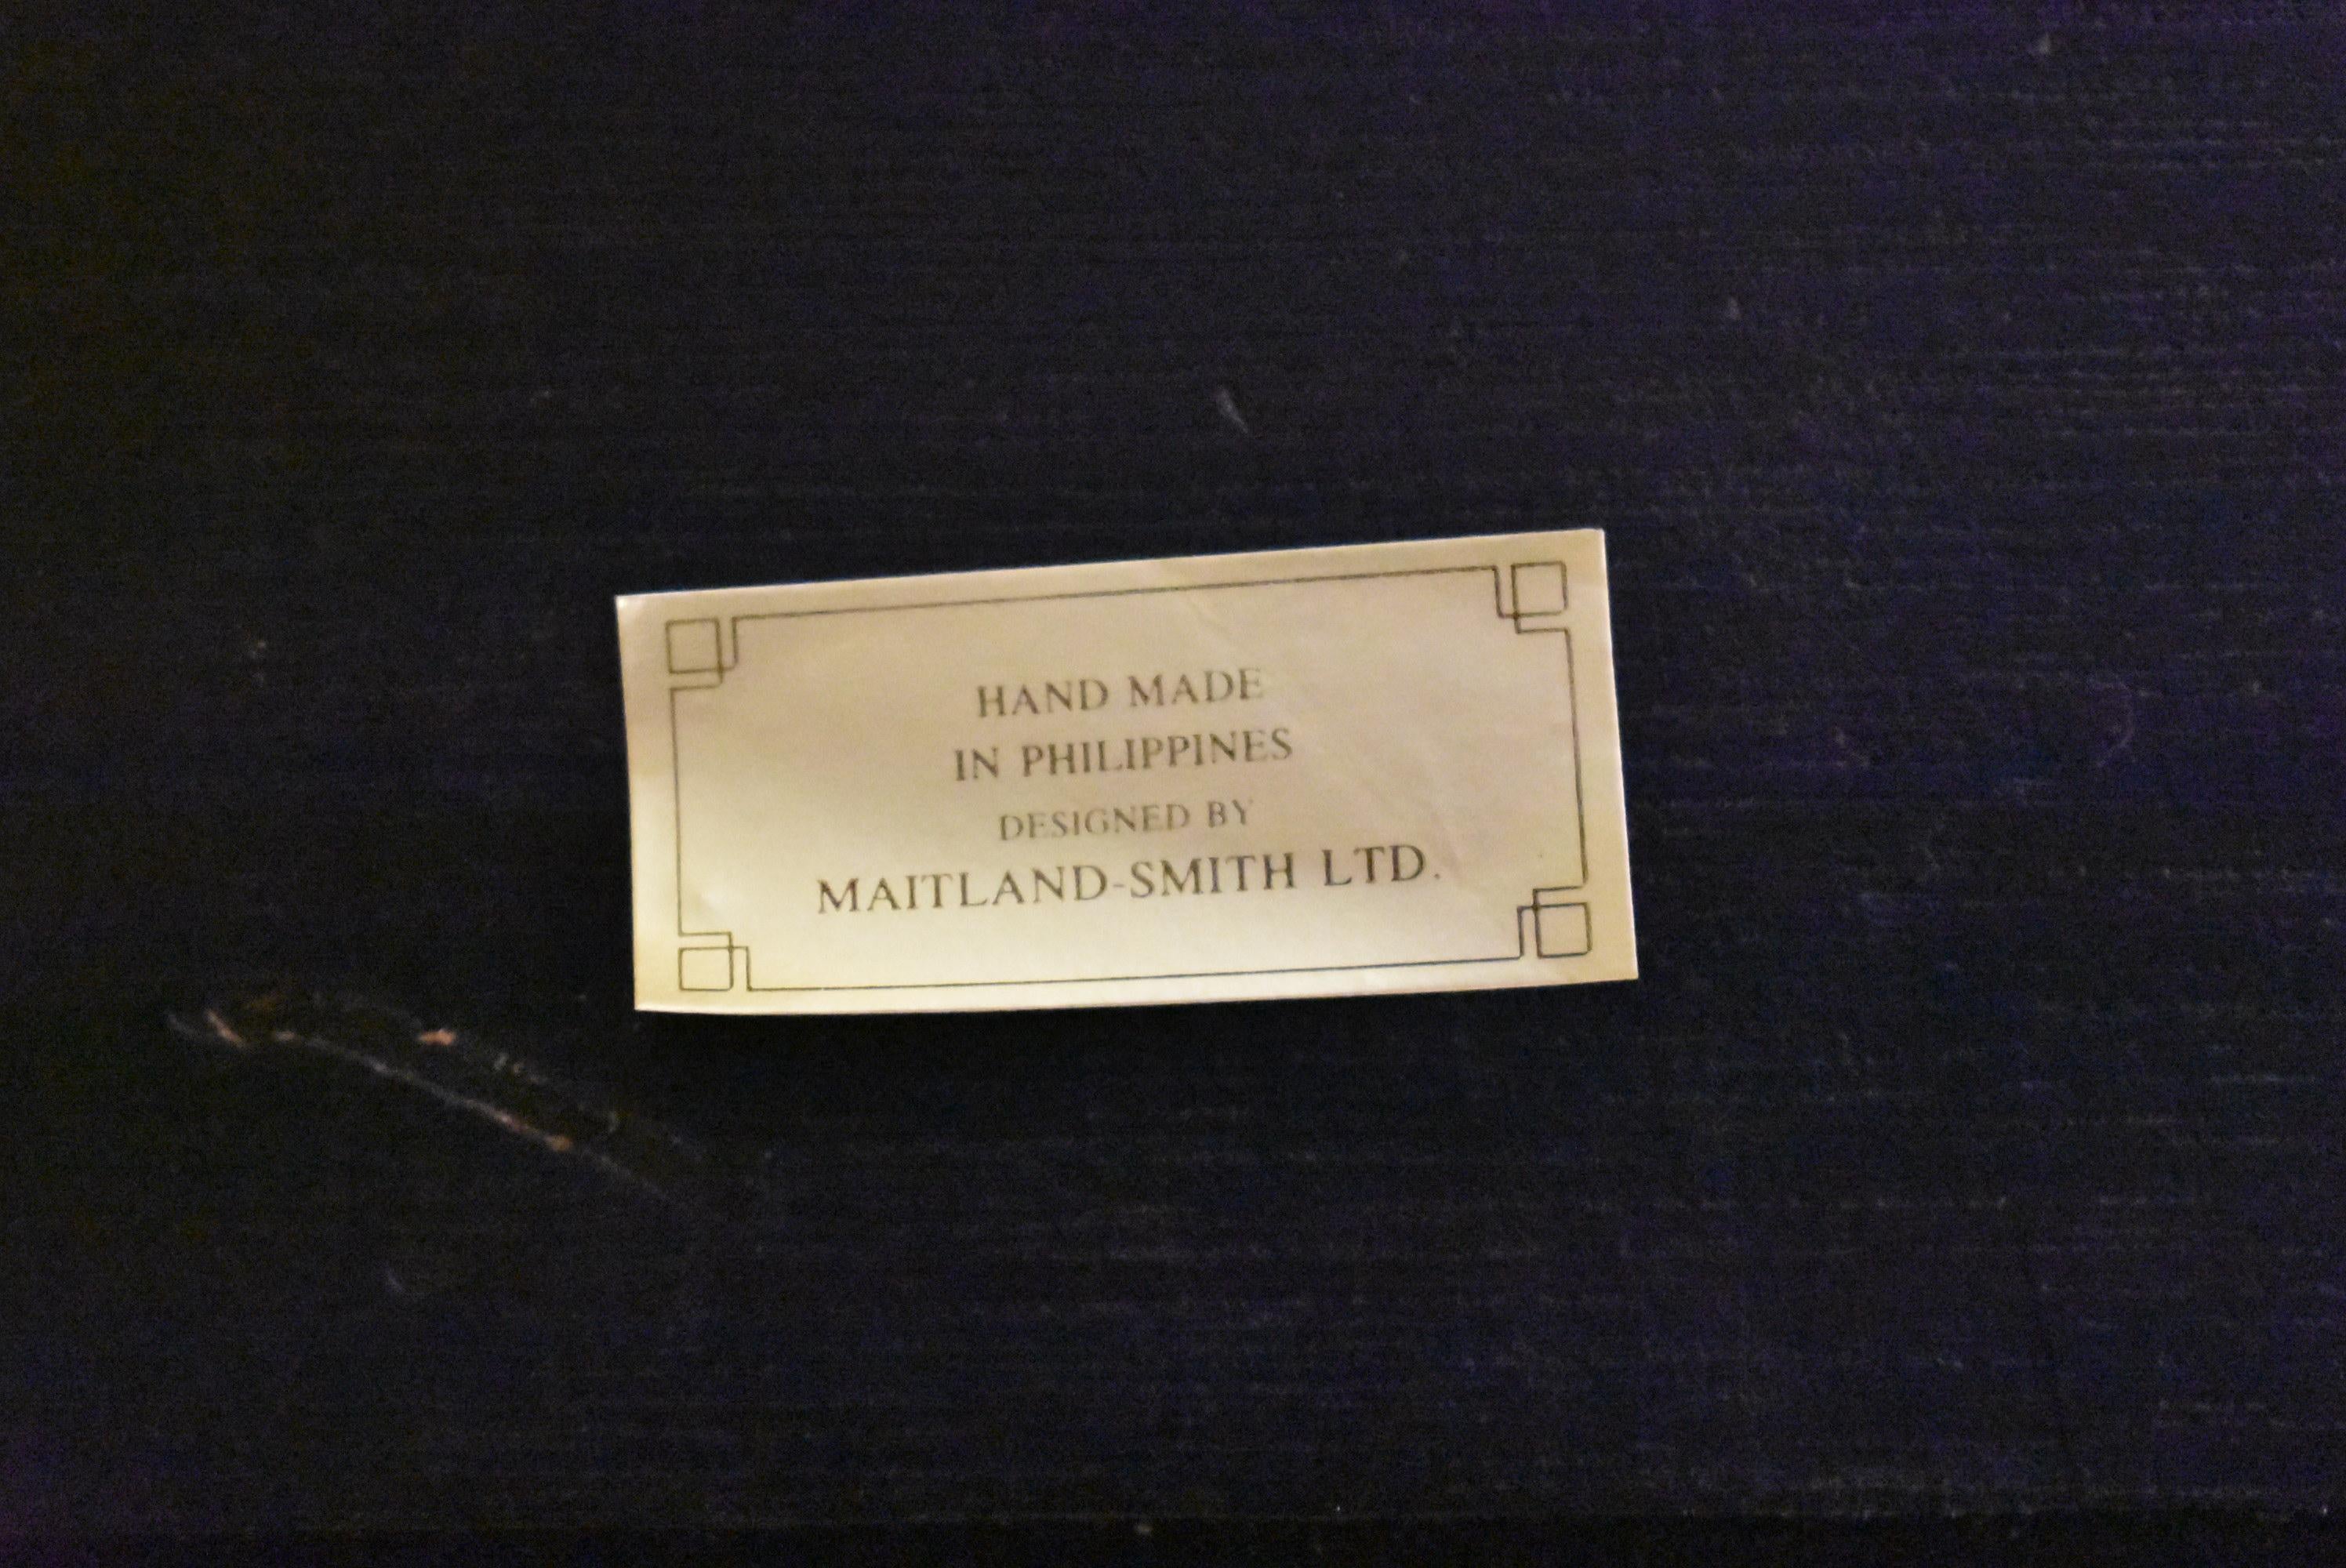 HAND MADE
IN PHILIPPINES
DESIGNED BY
MAITLAND-SMITH LTD.